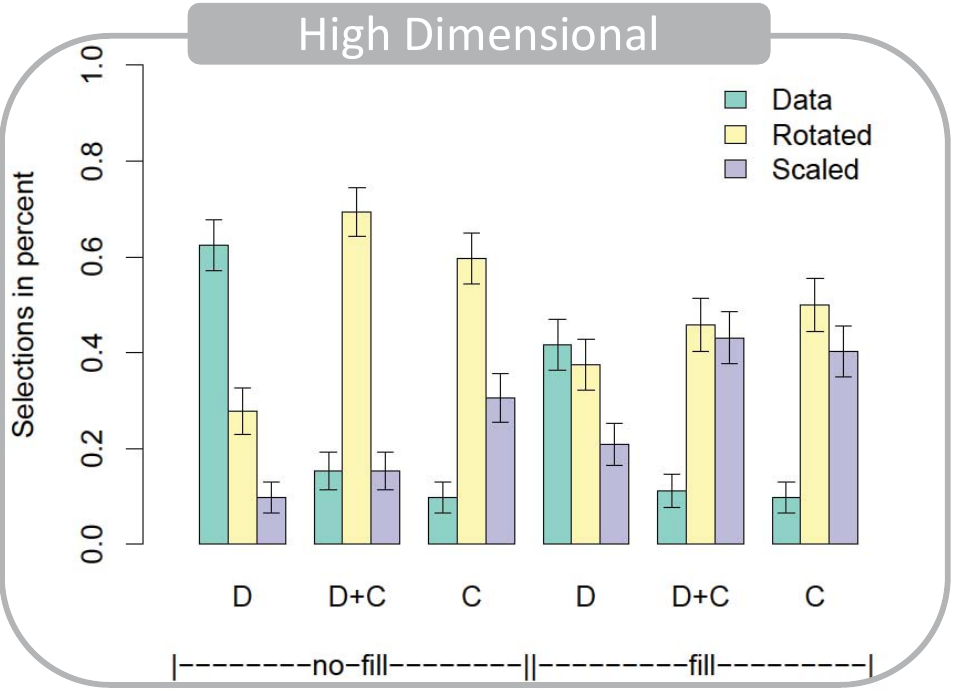 High Dimensional
Selections in percent
1.0
0.8
0.6
0.4
0.2
0.0
Data
Rotated
Scaled
D D+C C D D+C C
|--------no-fill--------||---------fill---------|